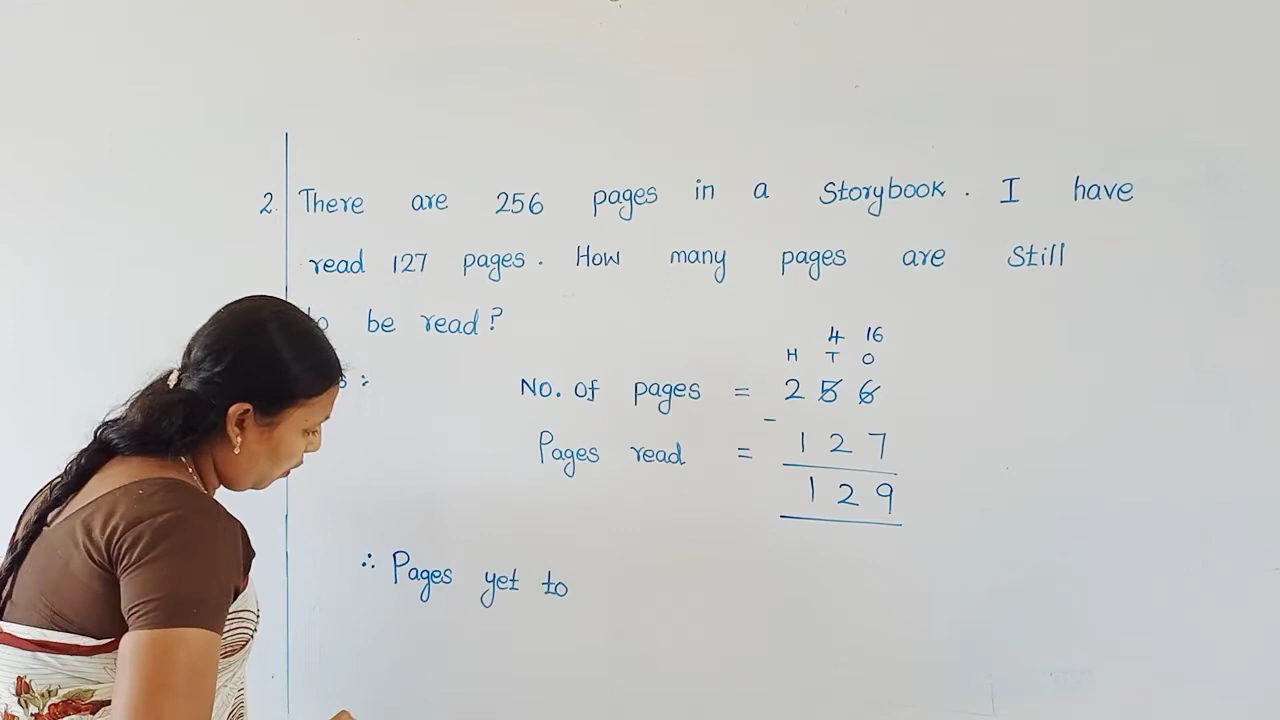 2. There are 256 pages in a Storybook. I have
read 127 pages. How many pages are still
be read?
4 16
H T O
No. of pages = 2 5 6
-
Pages read = 1 2 7
1 2 9
∴ Pages yet to